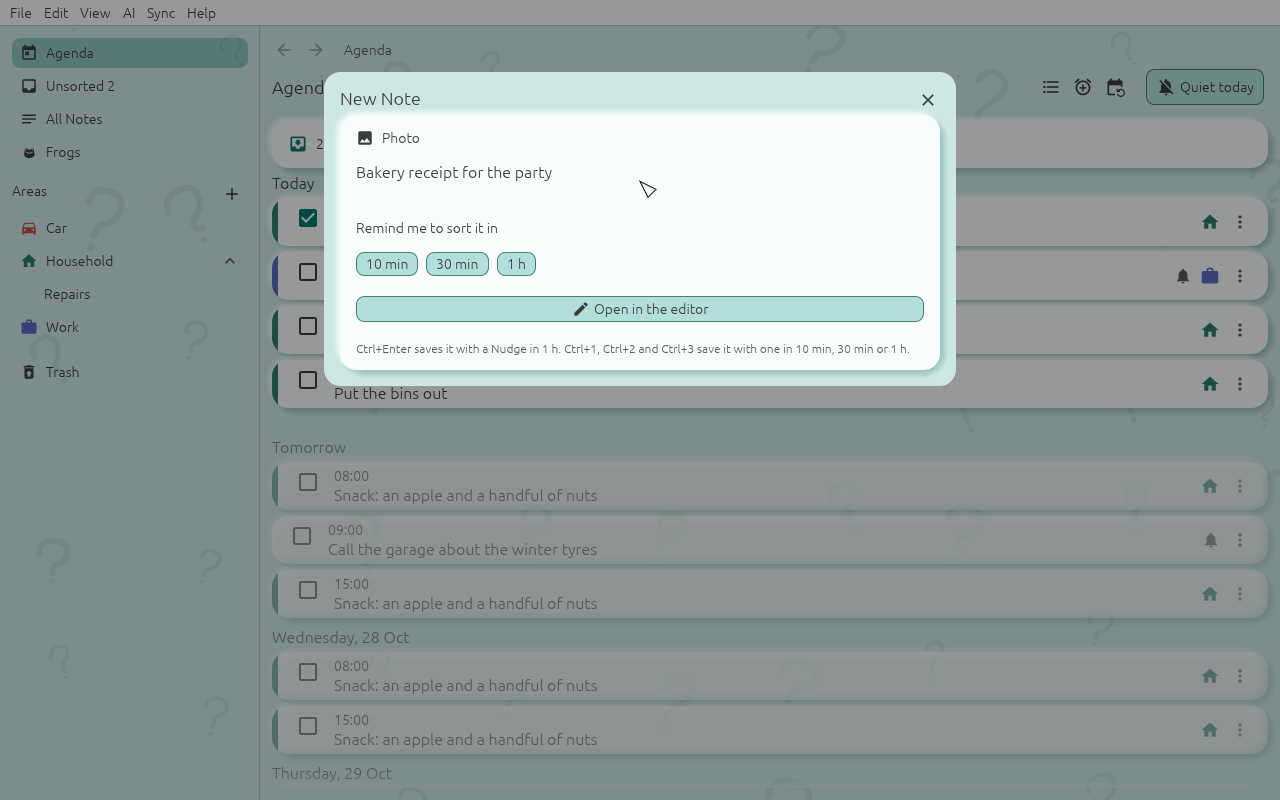 File Edit View AI Sync Help
Agenda
Unsorted 2
All Notes
Frogs
Areas
Car
Household
Repairs
Work
Trash
Agenda
Agend
Quiet today
2
Today
New Note
Photo
Bakery receipt for the party
Remind me to sort it in
10 min 30 min 1 h
Open in the editor
Ctrl+Enter saves it with a Nudge in 1 h. Ctrl+1, Ctrl+2 and Ctrl+3 save it with one in 10 min, 30 min or 1 h.
Put the bins out
Tomorrow
08:00
Snack: an apple and a handful of nuts
09:00
Call the garage about the winter tyres
15:00
Snack: an apple and a handful of nuts
Wednesday, 28 Oct
08:00
Snack: an apple and a handful of nuts
15:00
Snack: an apple and a handful of nuts
Thursday, 29 Oct